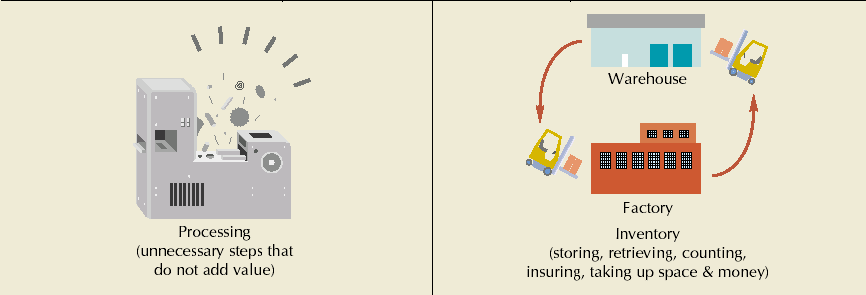 Processing
(unnecessary steps that
do not add value)
Warehouse
Factory
Inventory
(storing, retrieving, counting,
insuring, taking up space & money)